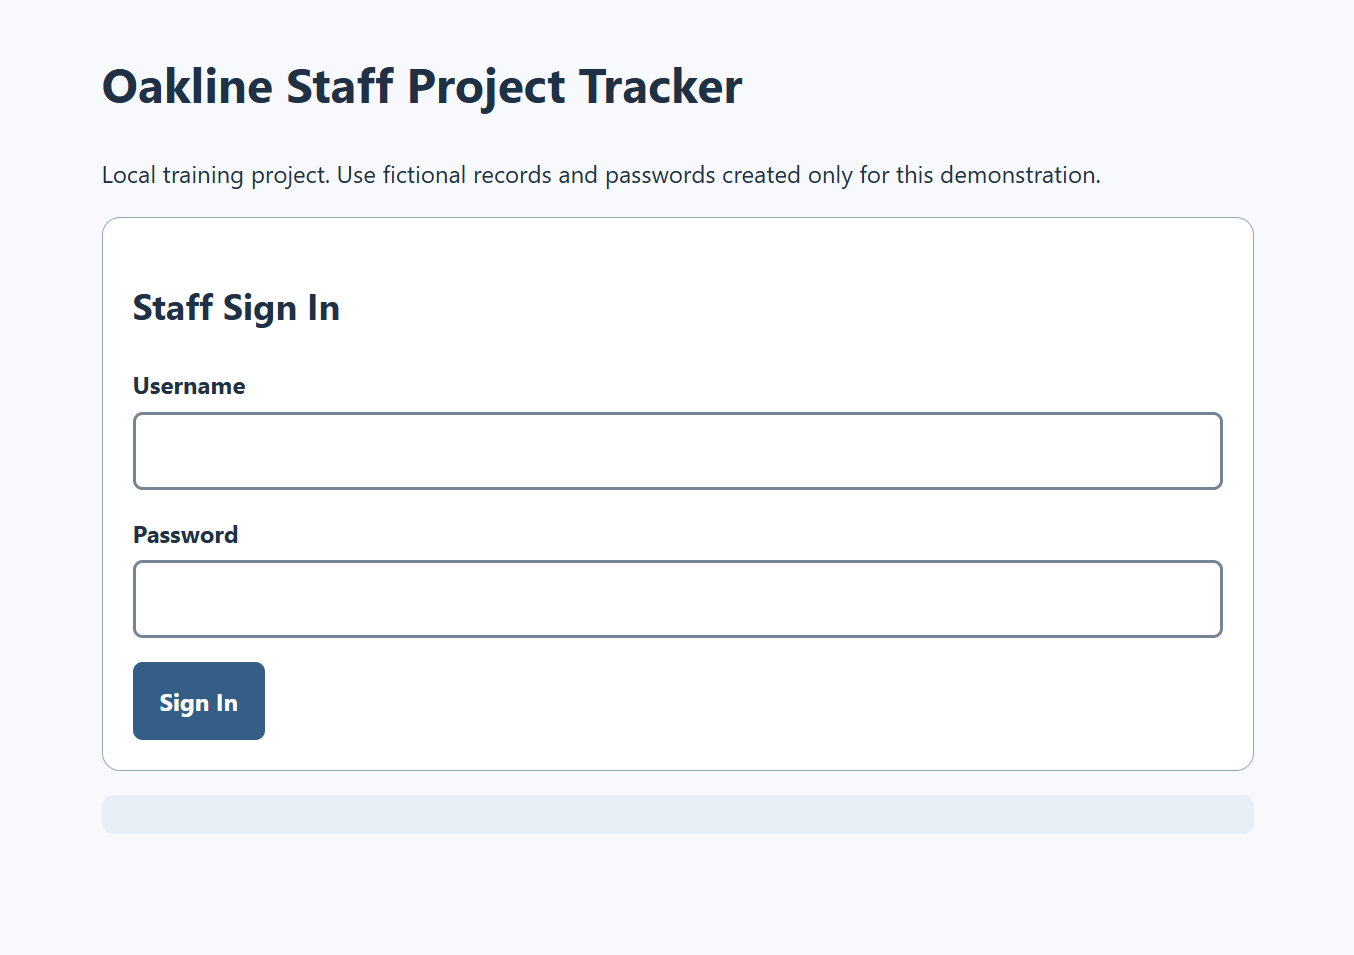 Oakline Staff Project Tracker
Local training project. Use fictional records and passwords created only for this demonstration.
Staff Sign In
Username
Password
Sign In